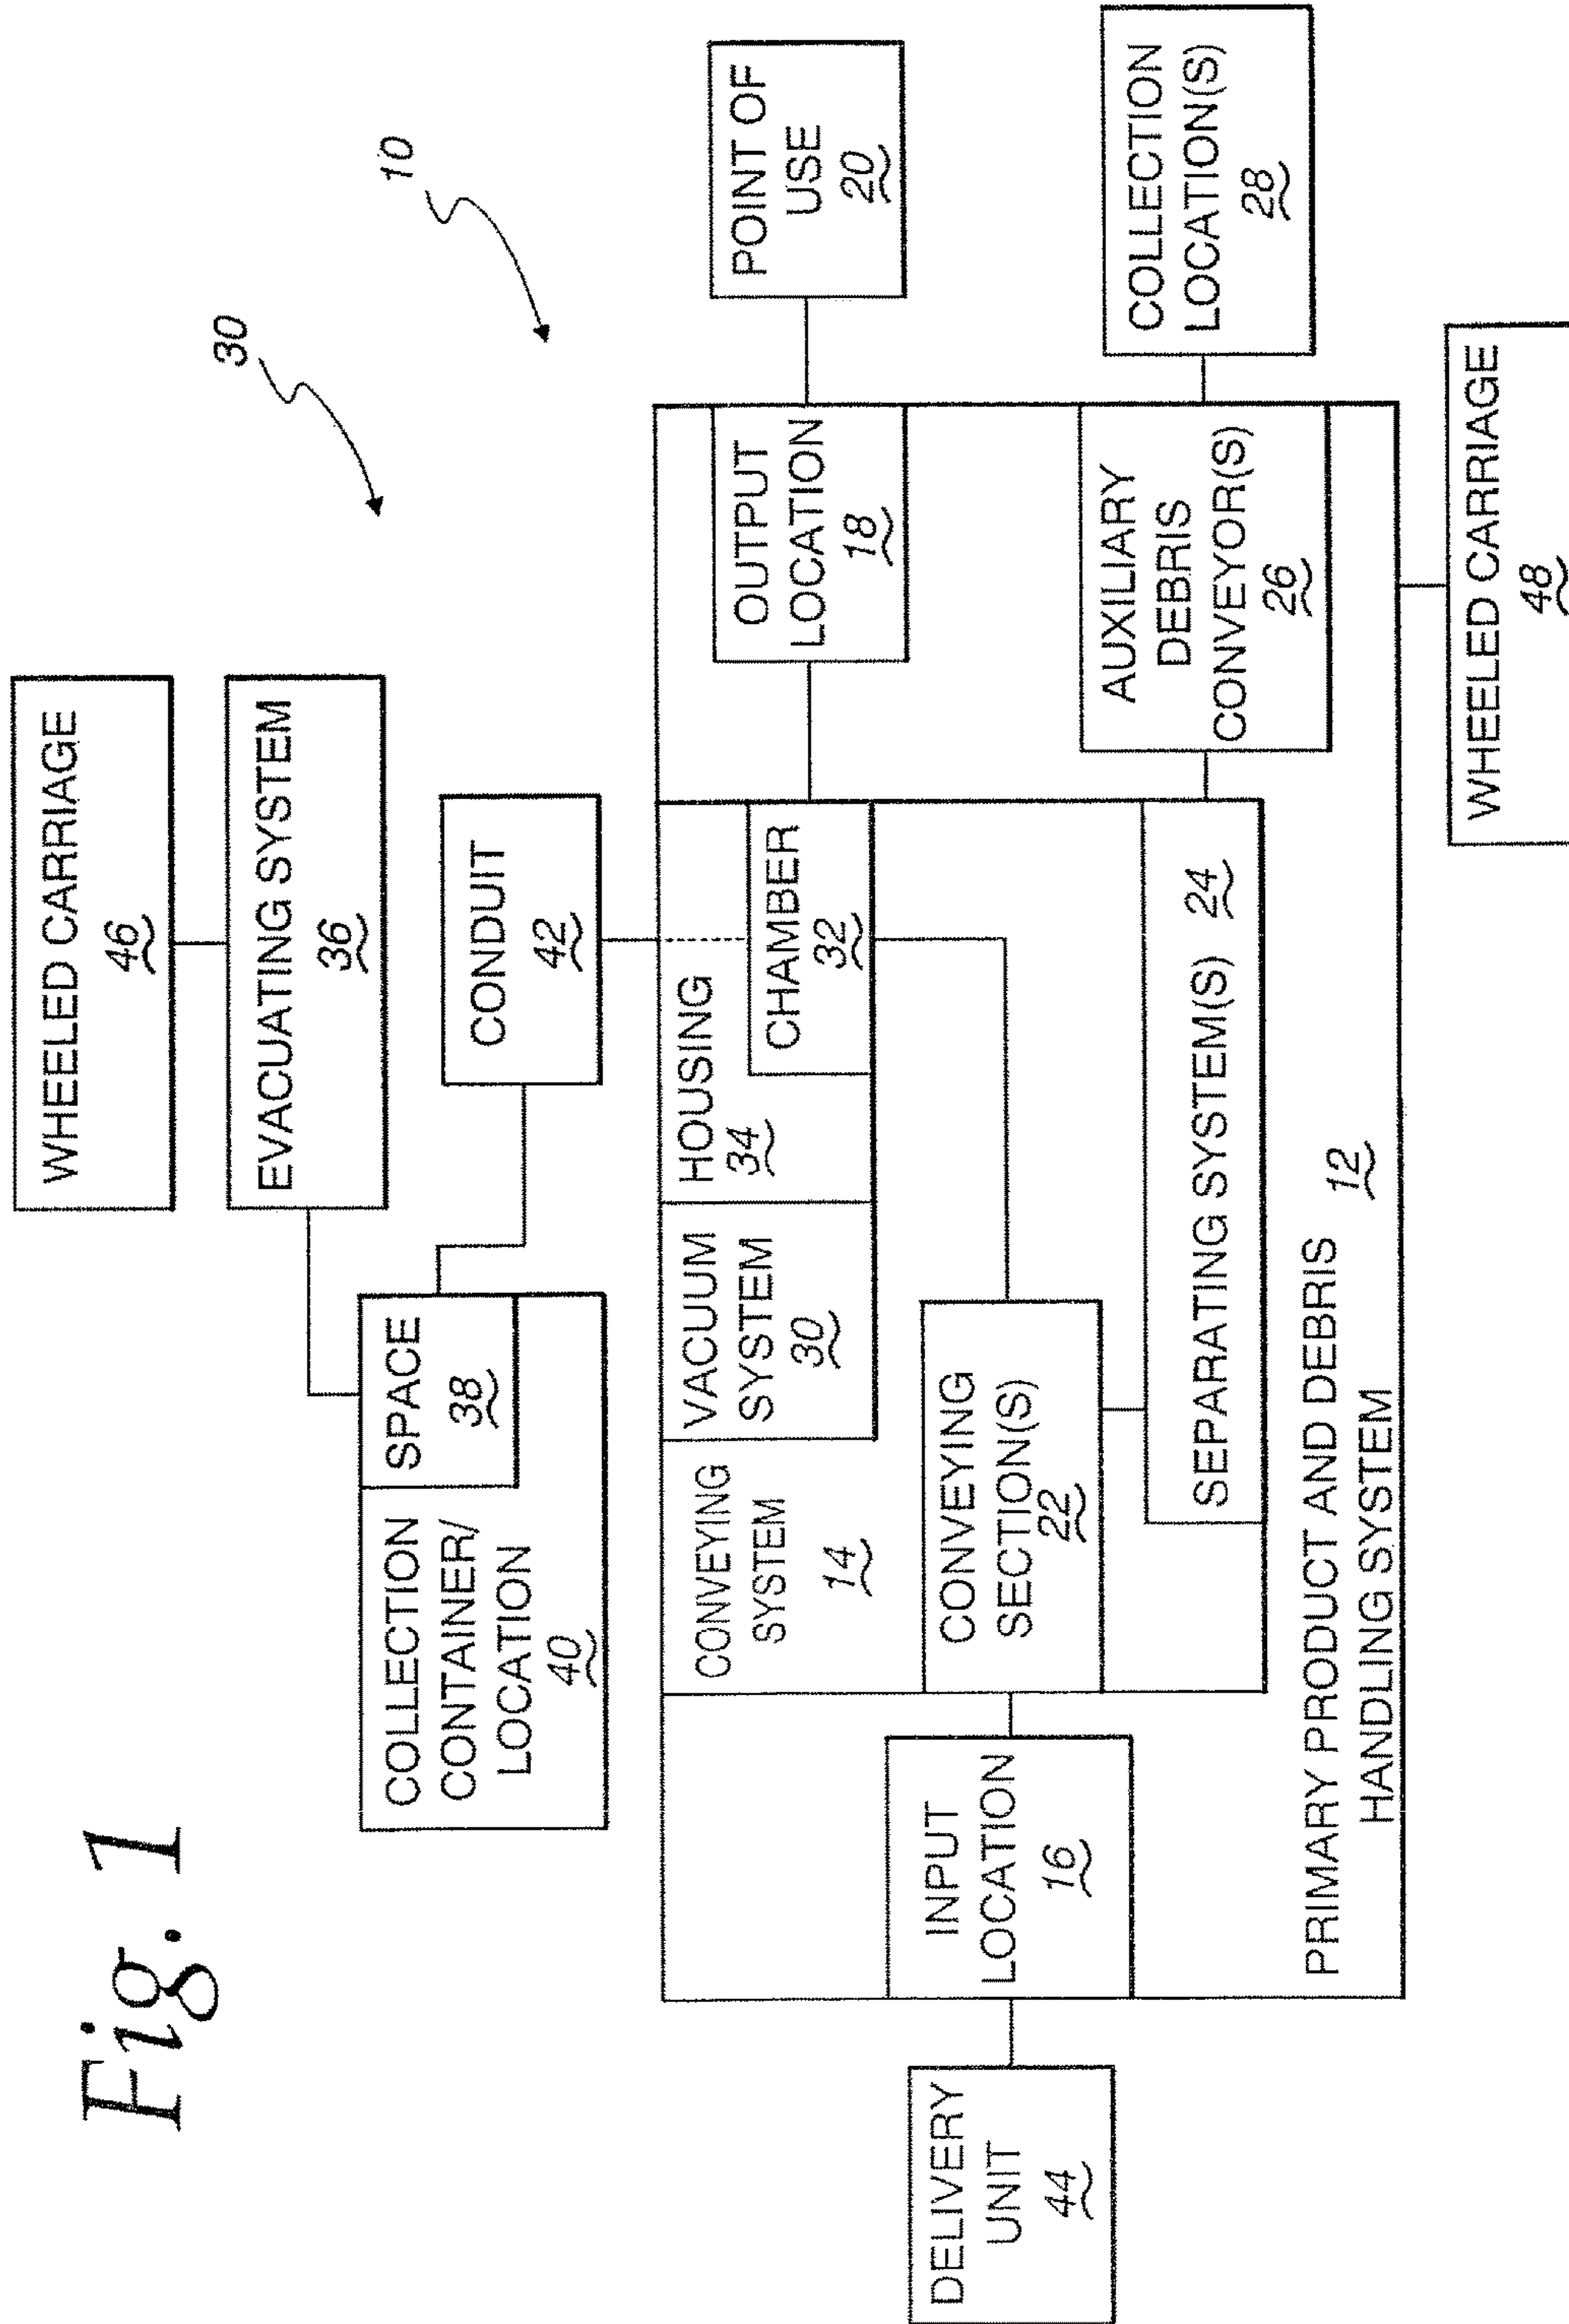 Fig. 1
WHEELED CARRIAGE
46
EVACUATING SYSTEM
36
30
10
COLLECTION
CONTAINER/
LOCATION
40
SPACE
38
CONDUIT
42
CONVEYING
SYSTEM
14
VACUUM
SYSTEM
30
HOUSING
34
CHAMBER
32
OUTPUT
LOCATION
18
POINT OF
USE
20
DELIVERY
UNIT
44
INPUT
LOCATION
16
CONVEYING
SECTION(S)
22
SEPARATING SYSTEM(S) 24
AUXILIARY
DEBRIS
CONVEYOR(S)
26
COLLECTION
LOCATION(S)
28
PRIMARY PRODUCT AND DEBRIS
HANDLING SYSTEM
12
WHEELED CARRIAGE
48